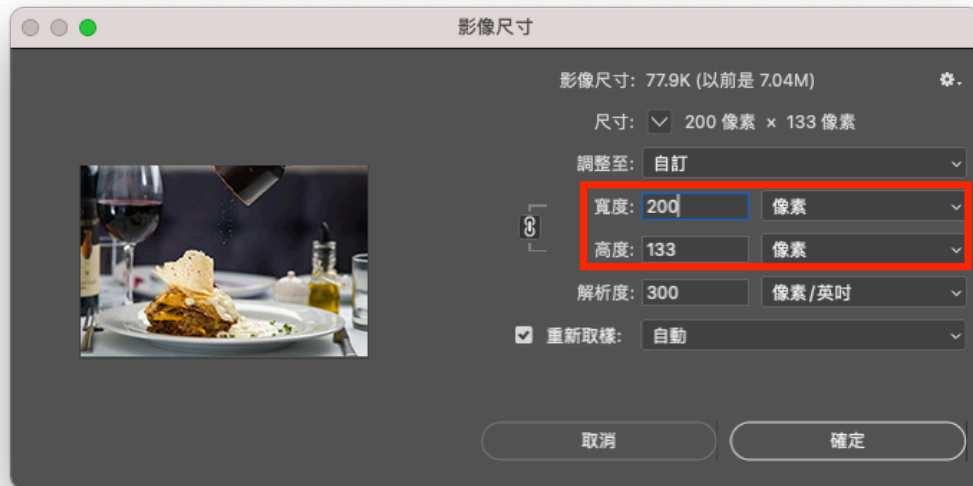 影像尺寸
影像尺寸: 77.9K (以前是 7.04M)
尺寸: 200 像素 × 133 像素
調整至: 自訂
寬度: 200 像素
高度: 133 像素
解析度: 300 像素/英吋
重新取樣: 自動
取消 確定